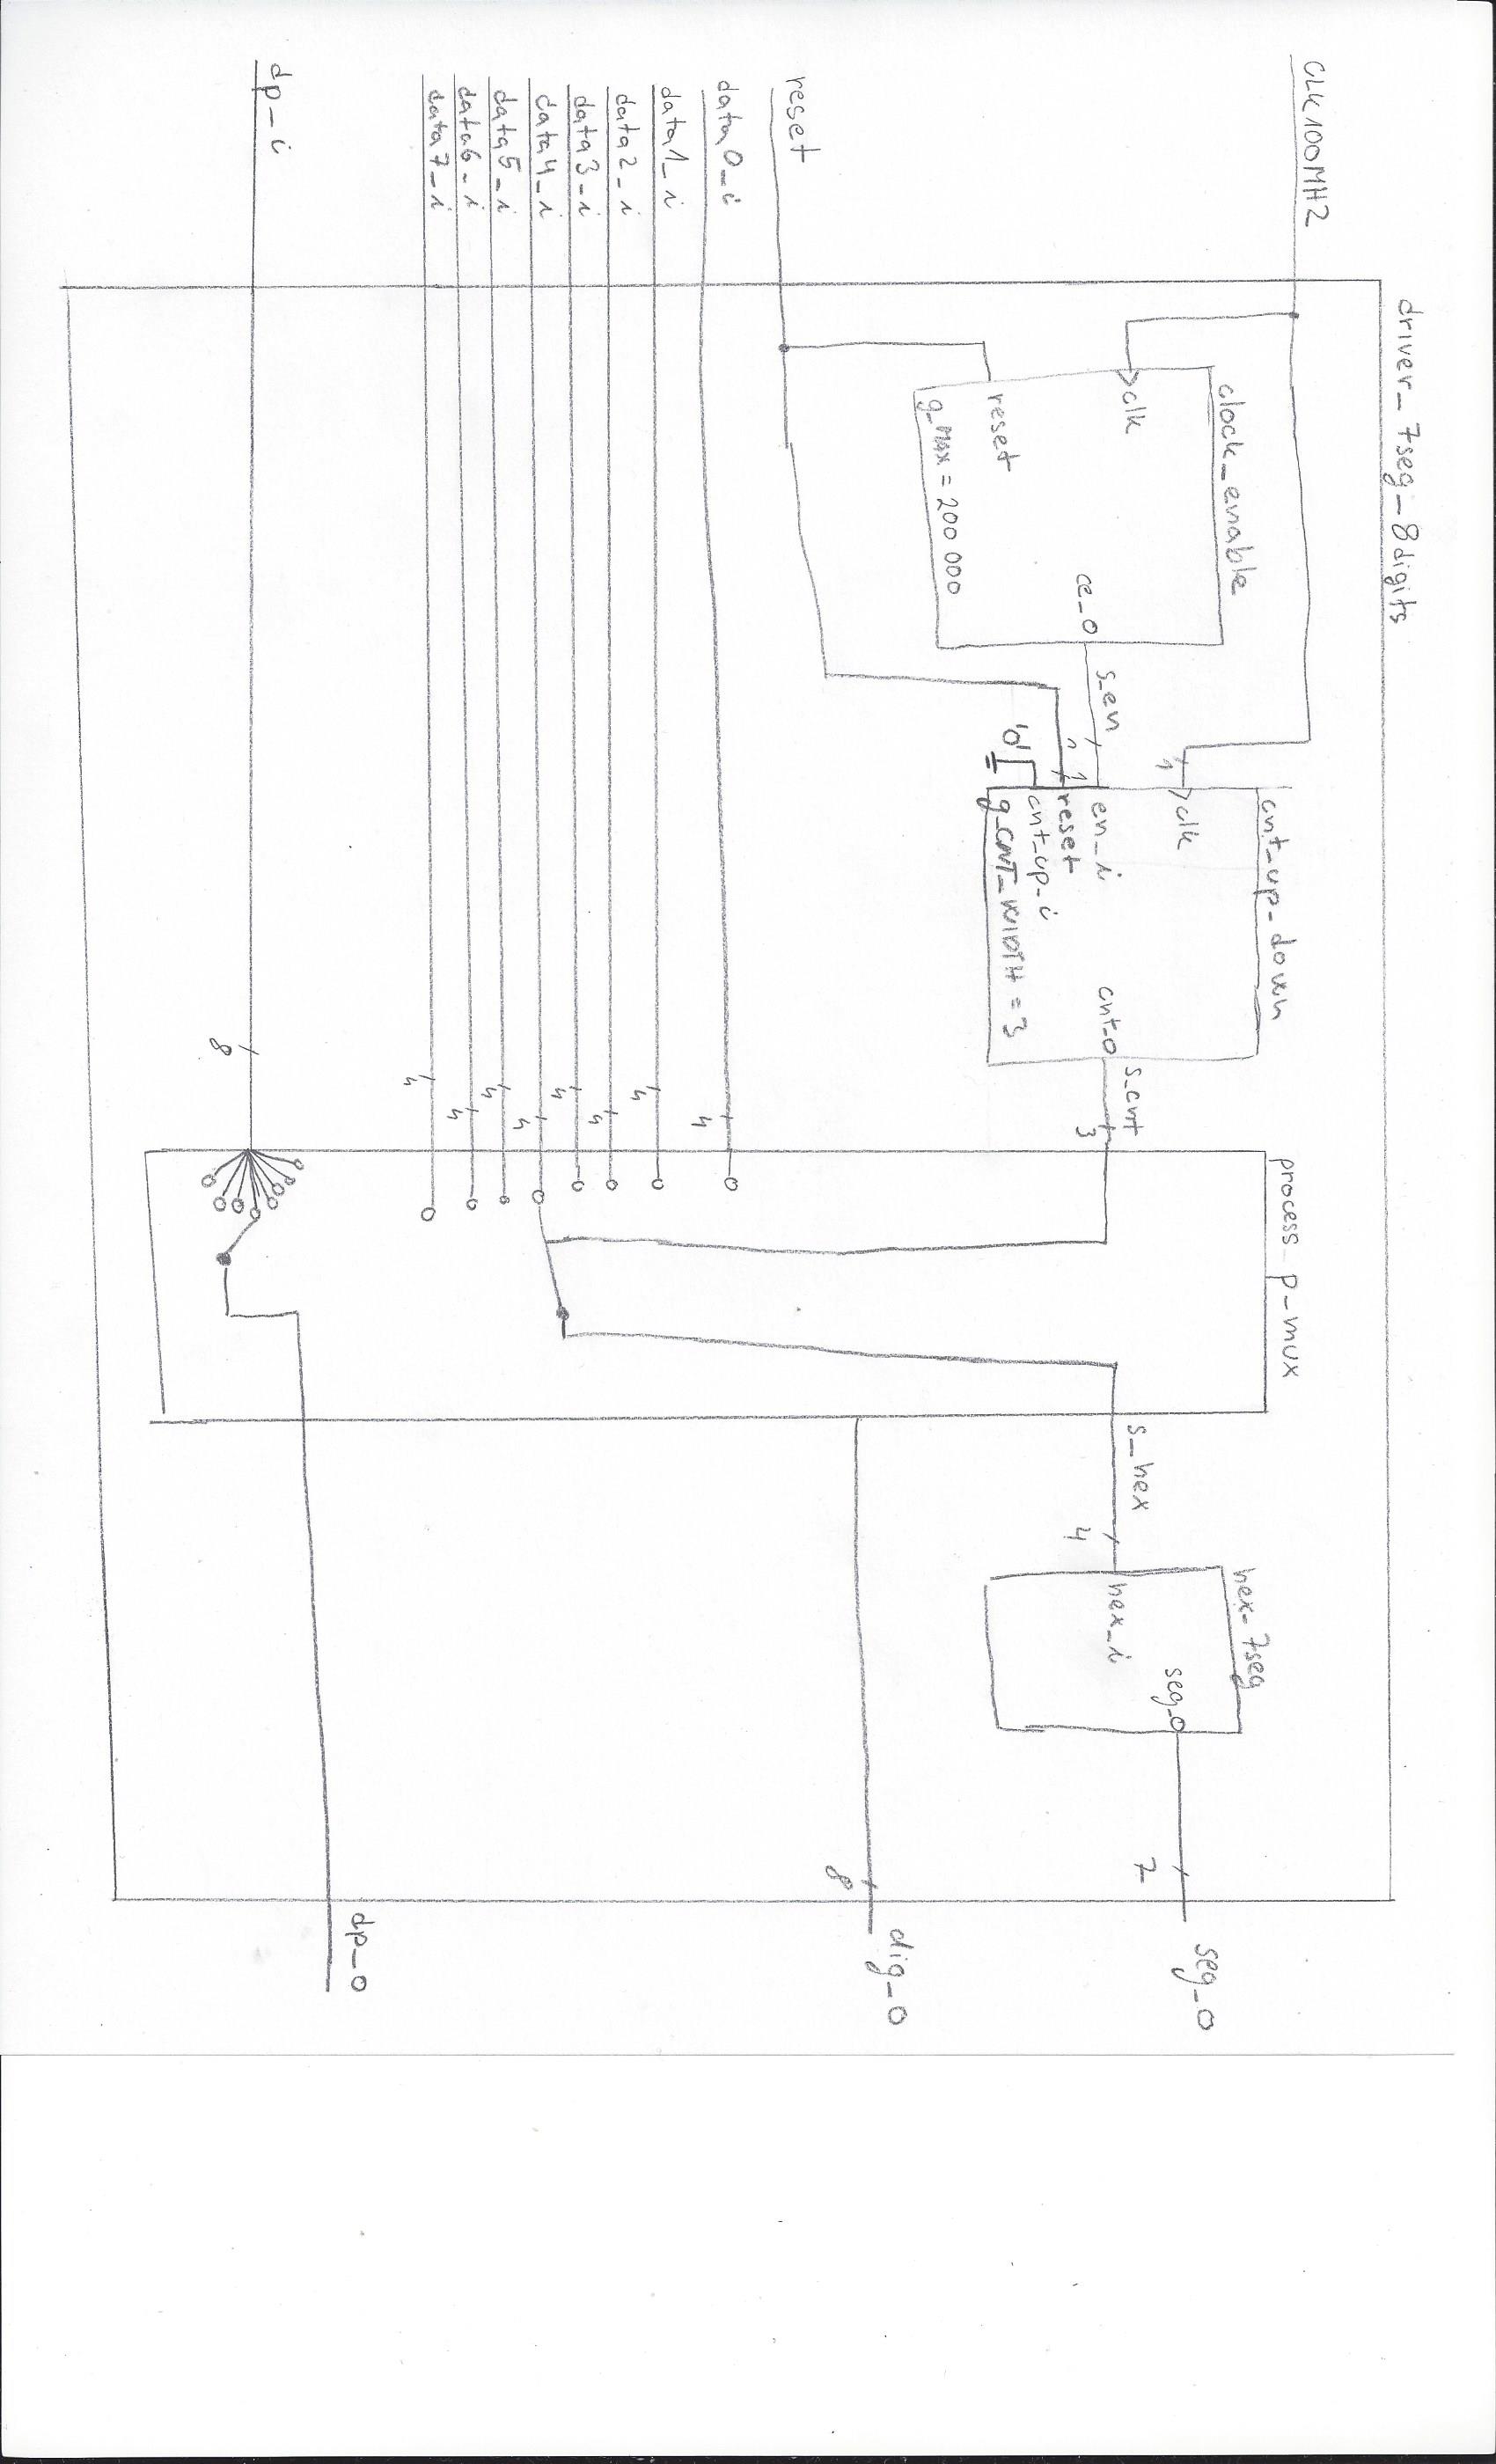 driver_7seg_8digits
CLK100MHZ
clock_enable
clk
ce_o
reset
g_MAX = 200 000
s_en
1
cnt_up_down
clk
en_i
1
reset
cnt_up_i
'0'
g_CNT_WIDTH = 3
cnt_o
s_cnt
3
process p_mux
s_hex
4
hex_7seg
seg_o
hex_i
7
seg_o
dig_o
8
reset
data0_i
4
data1_i
4
data2_i
4
data3_i
4
data4_i
4
data5_i
4
data6_i
4
data7_i
4
dp_i
8
dp_o